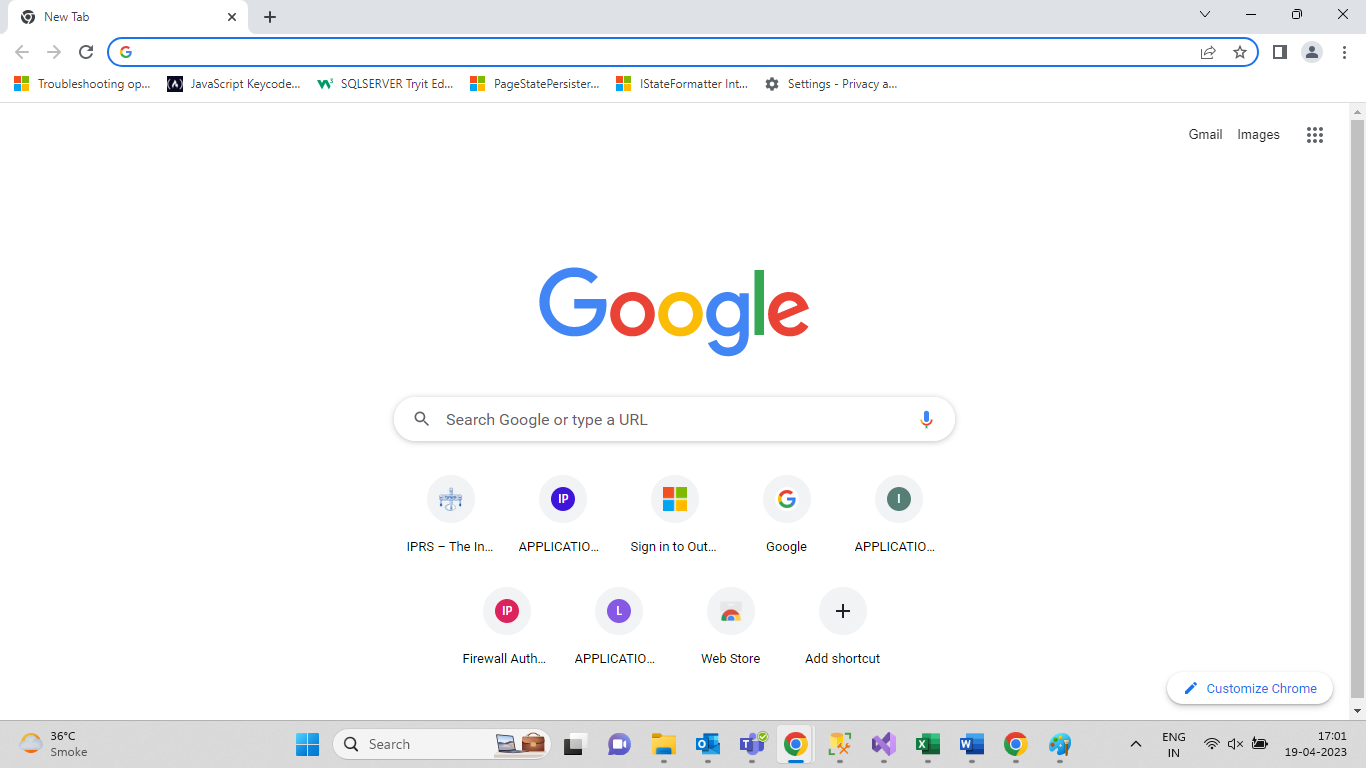 New Tab
Troubleshooting op...
JavaScript Keycode...
SQLSERVER Tryit Ed...
PageStatePersister...
IStateFormatter Int...
Settings - Privacy a...
Gmail
Images
Google
Search Google or type a URL
IP
I
IPRS – The In...
APPLICATIO...
Sign in to Out...
Google
APPLICATIO...
IP
L
Firewall Auth...
APPLICATIO...
Web Store
Add shortcut
Customize Chrome
36°C
Smoke
Search
ENG
IN
17:01
19-04-2023